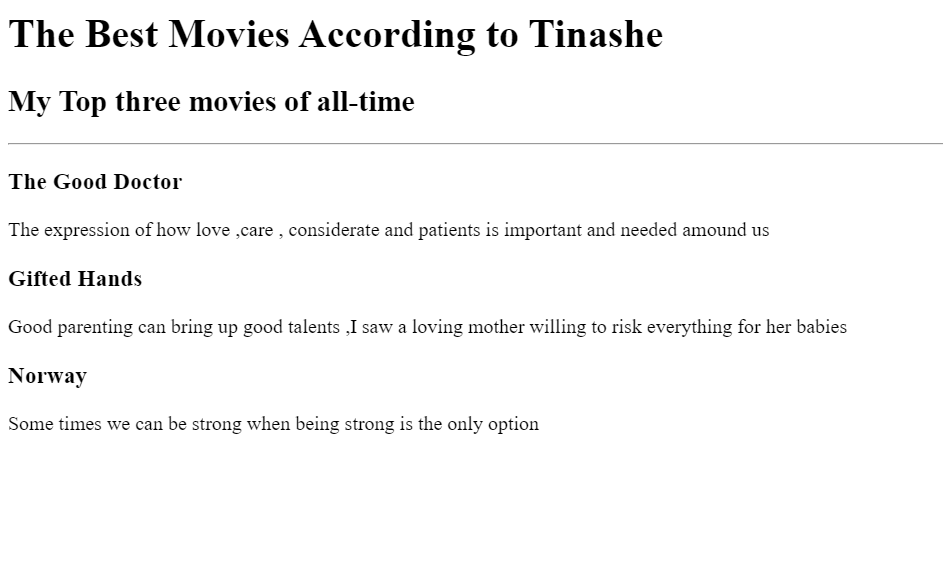 The Best Movies According to Tinashe
My Top three movies of all-time
The Good Doctor
The expression of how love ,care , considerate and patients is important and needed amound us
Gifted Hands
Good parenting can bring up good talents ,I saw a loving mother willing to risk everything for her babies
Norway
Some times we can be strong when being strong is the only option